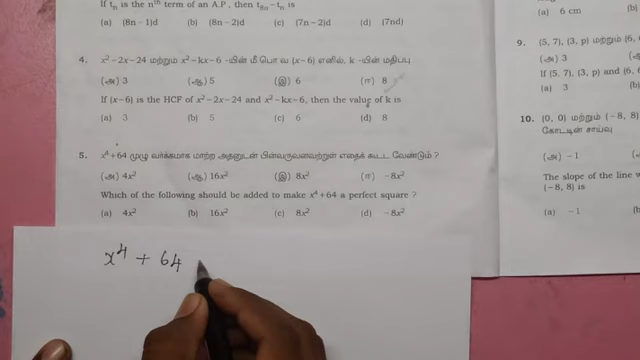 If tₙ is the nᵗʰ term of an A.P., then t₈ₙ – tₙ is
(a) (8n – 1)d (b) (8n – 2)d (c) (7n – 2)d (d) (7nd)
4. x² – 2x – 24 மற்றும் x² – kx – 6 -யின் மீ.பொ.வ (x – 6) எனில், k -யின் மதிப்பு
(அ) 3 (ஆ) 5 (இ) 6 (ஈ) 8
If (x – 6) is the HCF of x² – 2x – 24 and x² – kx – 6, then the value of k is
(a) 3 (b) 5 (c) 6 (d) 8
5. x⁴ + 64 முழு வர்க்கமாக மாற்ற அதனுடன் பின்வருவனவற்றுள் எதைக் கூட்ட வேண்டும் ?
(அ) 4x² (ஆ) 16x² (இ) 8x² (ஈ) –8x²
Which of the following should be added to make x⁴ + 64 a perfect square ?
(a) 4x² (b) 16x² (c) 8x² (d) –8x²
x⁴ + 64
(a) 6 cm (b)
9. (5, 7), (3, p) மற்றும் (6,
(அ) 3
If (5, 7), (3, p) and (6,
(a) 3 (b)
10. (0, 0) மற்றும் (–8, 8)
கோட்டின் சாய்வு
(அ) –1
The slope of the line
(–8, 8) is
(a) –1 (b